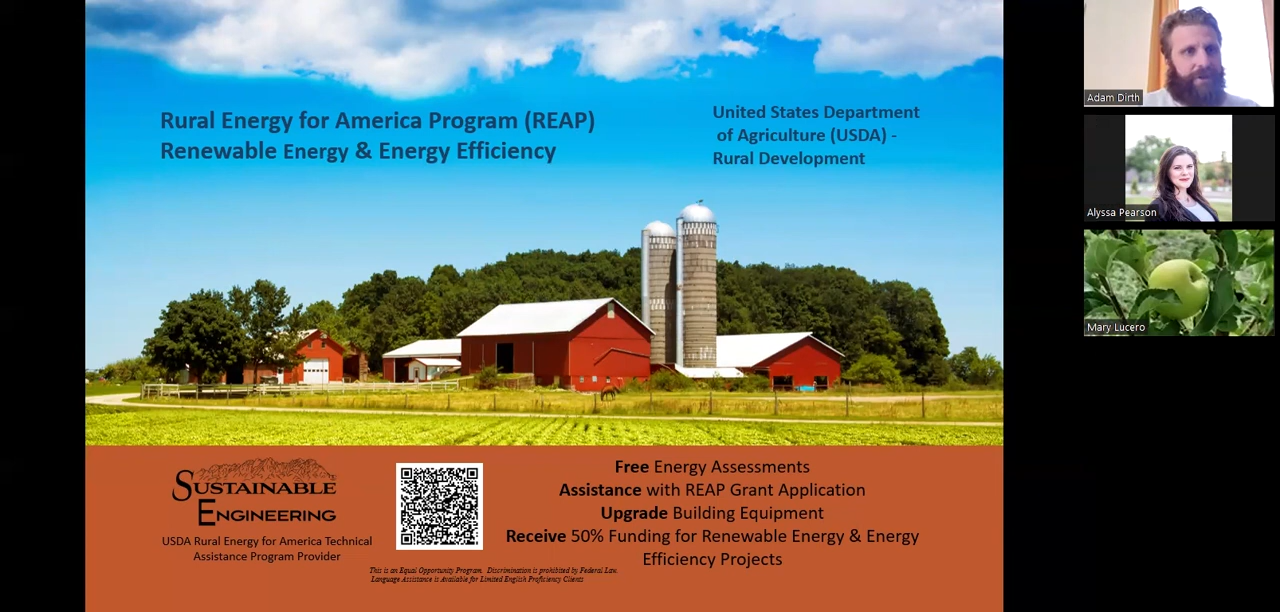 Rural Energy for America Program (REAP)
Renewable Energy & Energy Efficiency
United States Department
of Agriculture (USDA) -
Rural Development
SUSTAINABLE
ENGINEERING
USDA Rural Energy for America Technical
Assistance Program Provider
Free Energy Assessments
Assistance with REAP Grant Application
Upgrade Building Equipment
Receive 50% Funding for Renewable Energy & Energy
Efficiency Projects
This is an Equal Opportunity Program. Discrimination is prohibited by Federal Law.
Language Assistance is Available for Limited English Proficiency Clients
Adam Dirth
Alyssa Pearson
Mary Lucero